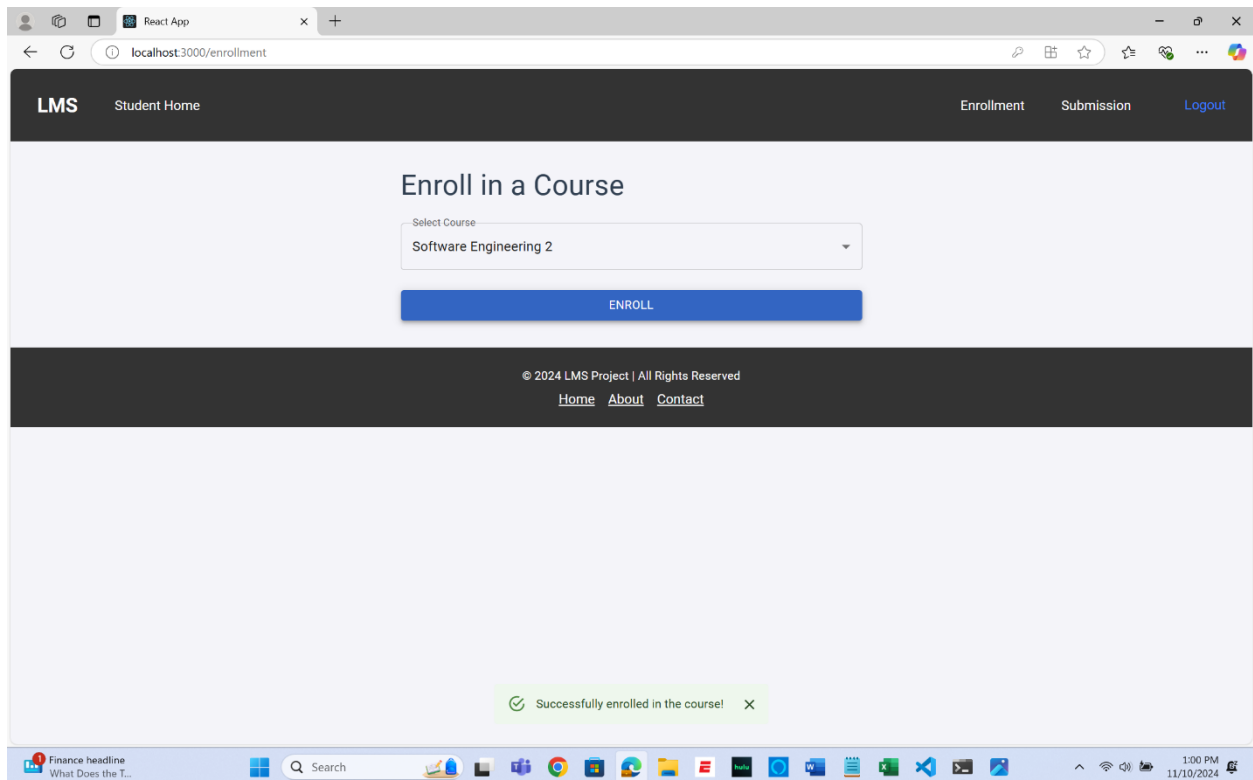 React App
localhost:3000/enrollment
LMS Student Home Enrollment Submission Logout
Enroll in a Course
Select Course
Software Engineering 2
ENROLL
© 2024 LMS Project | All Rights Reserved
Home About Contact
Successfully enrolled in the course!
1
Finance headline
What Does the T...
Search
hulu
1:00 PM
11/10/2024